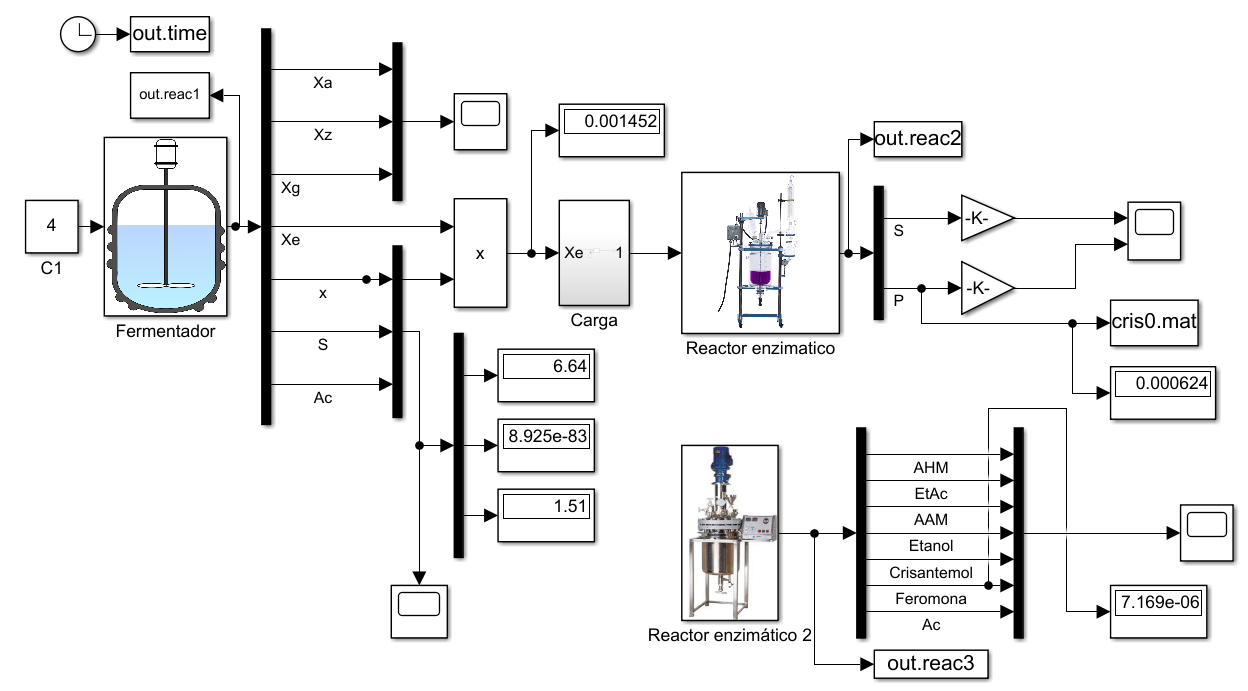 out.time
out.reac1
4
C1
Fermentador
Xa
Xz
Xg
Xe
x
S
Ac
x
0.001452
Xe
1
Carga
Reactor enzimatico
out.reac2
S
P
-K-
-K-
cris0.mat
0.000624
6.64
8.925e-83
1.51
Reactor enzimático 2
AHM
EtAc
AAM
Etanol
Crisantemol
Feromona
Ac
7.169e-06
out.reac3